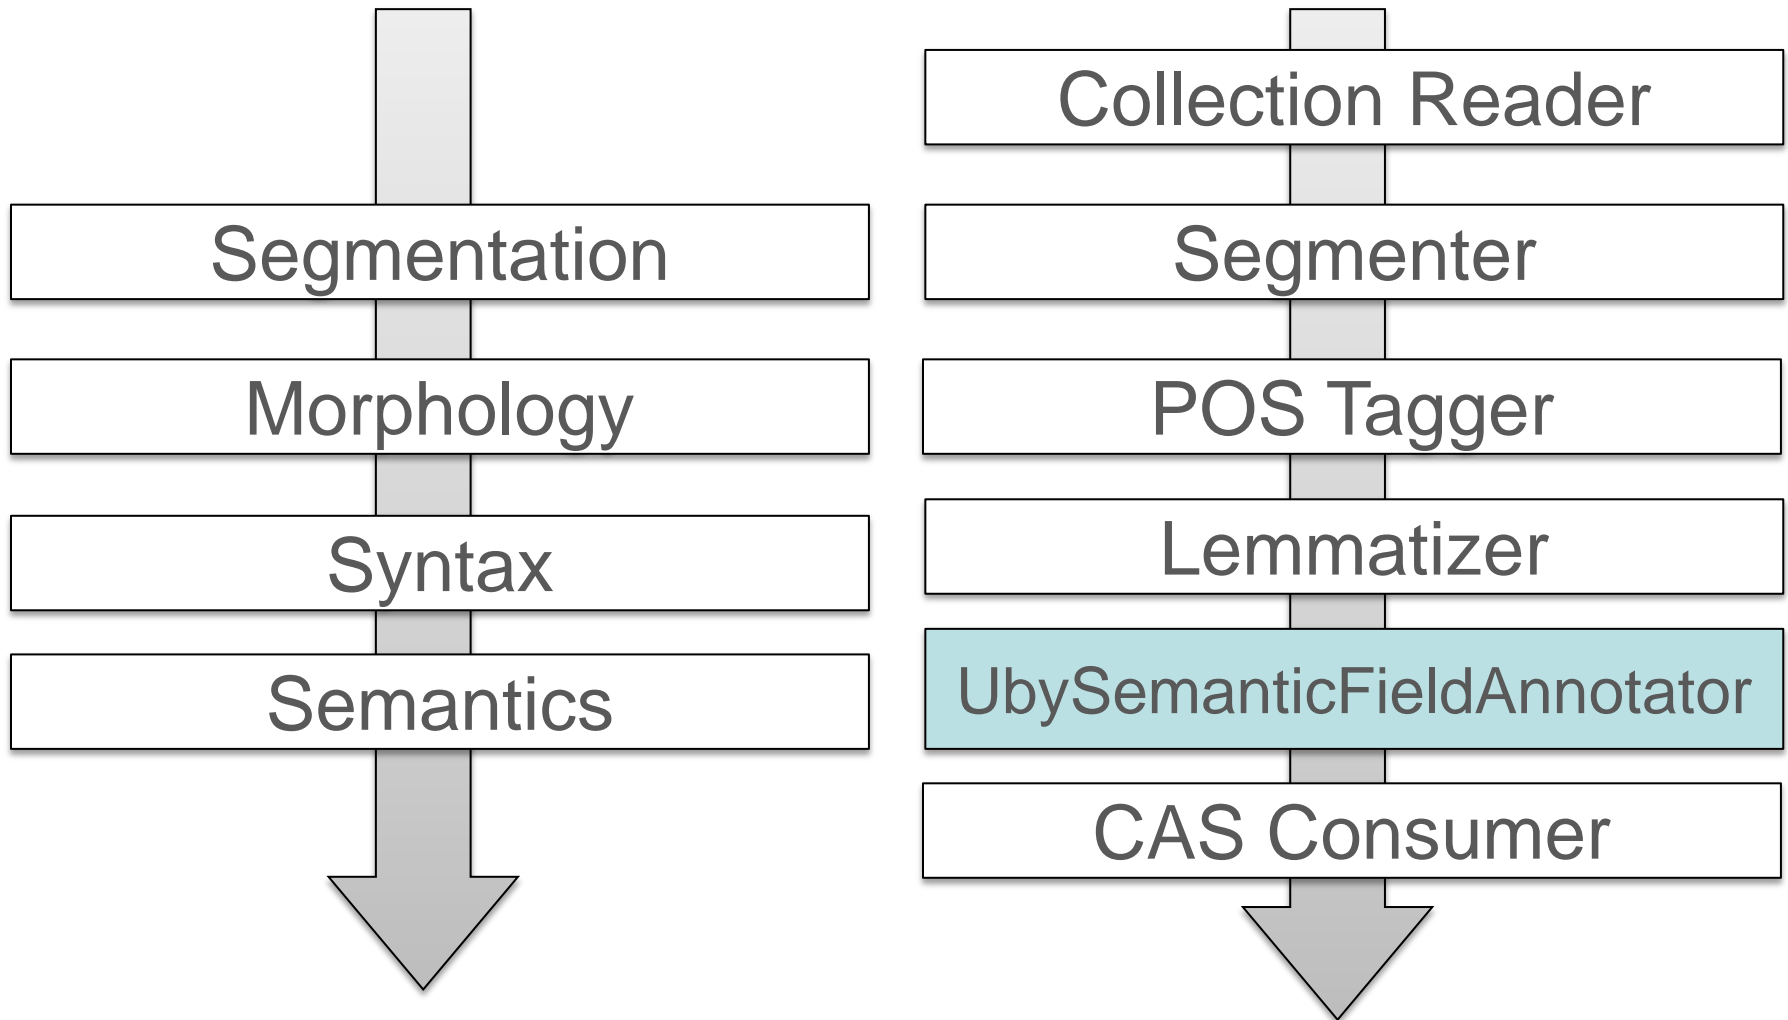 Segmentation
Morphology
Syntax
Semantics
Collection Reader
Segmenter
POS Tagger
Lemmatizer
UbySemanticFieldAnnotator
CAS Consumer